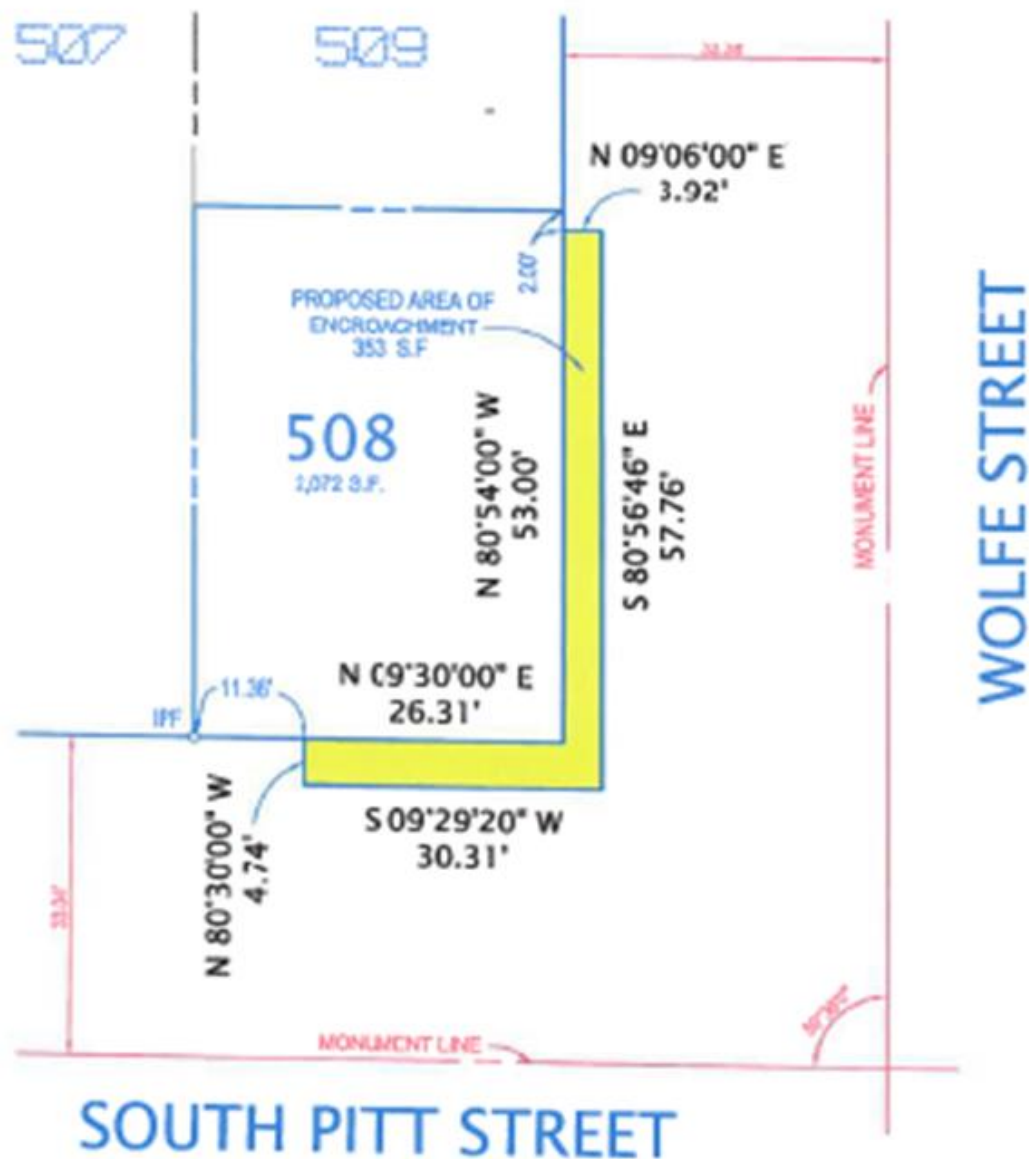 507
509
N 09°06'00" E
3.92'
2.00'
PROPOSED AREA OF
ENCROACHMENT
353 S.F
508
2,072 S.F.
N 80°54'00" W
53.00'
S 80°56'46" E
57.76'
MONUMENT LINE
WOLFE STREET
N 09°30'00" E
26.31'
11.36'
IPF
N 80°30'00" W
4.74'
S 09°29'20" W
30.31'
MONUMENT LINE
SOUTH PITT STREET